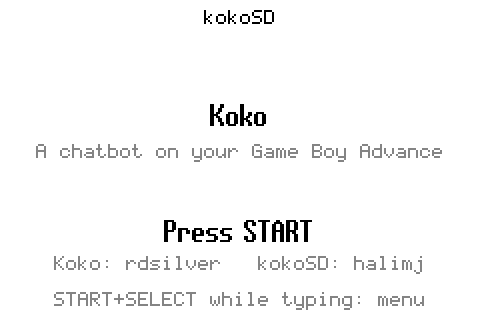 kokoSD
Koko
A chatbot on your Game Boy Advance
Press START
Koko: rdsilver   kokoSD: halimj
START+SELECT while typing: menu